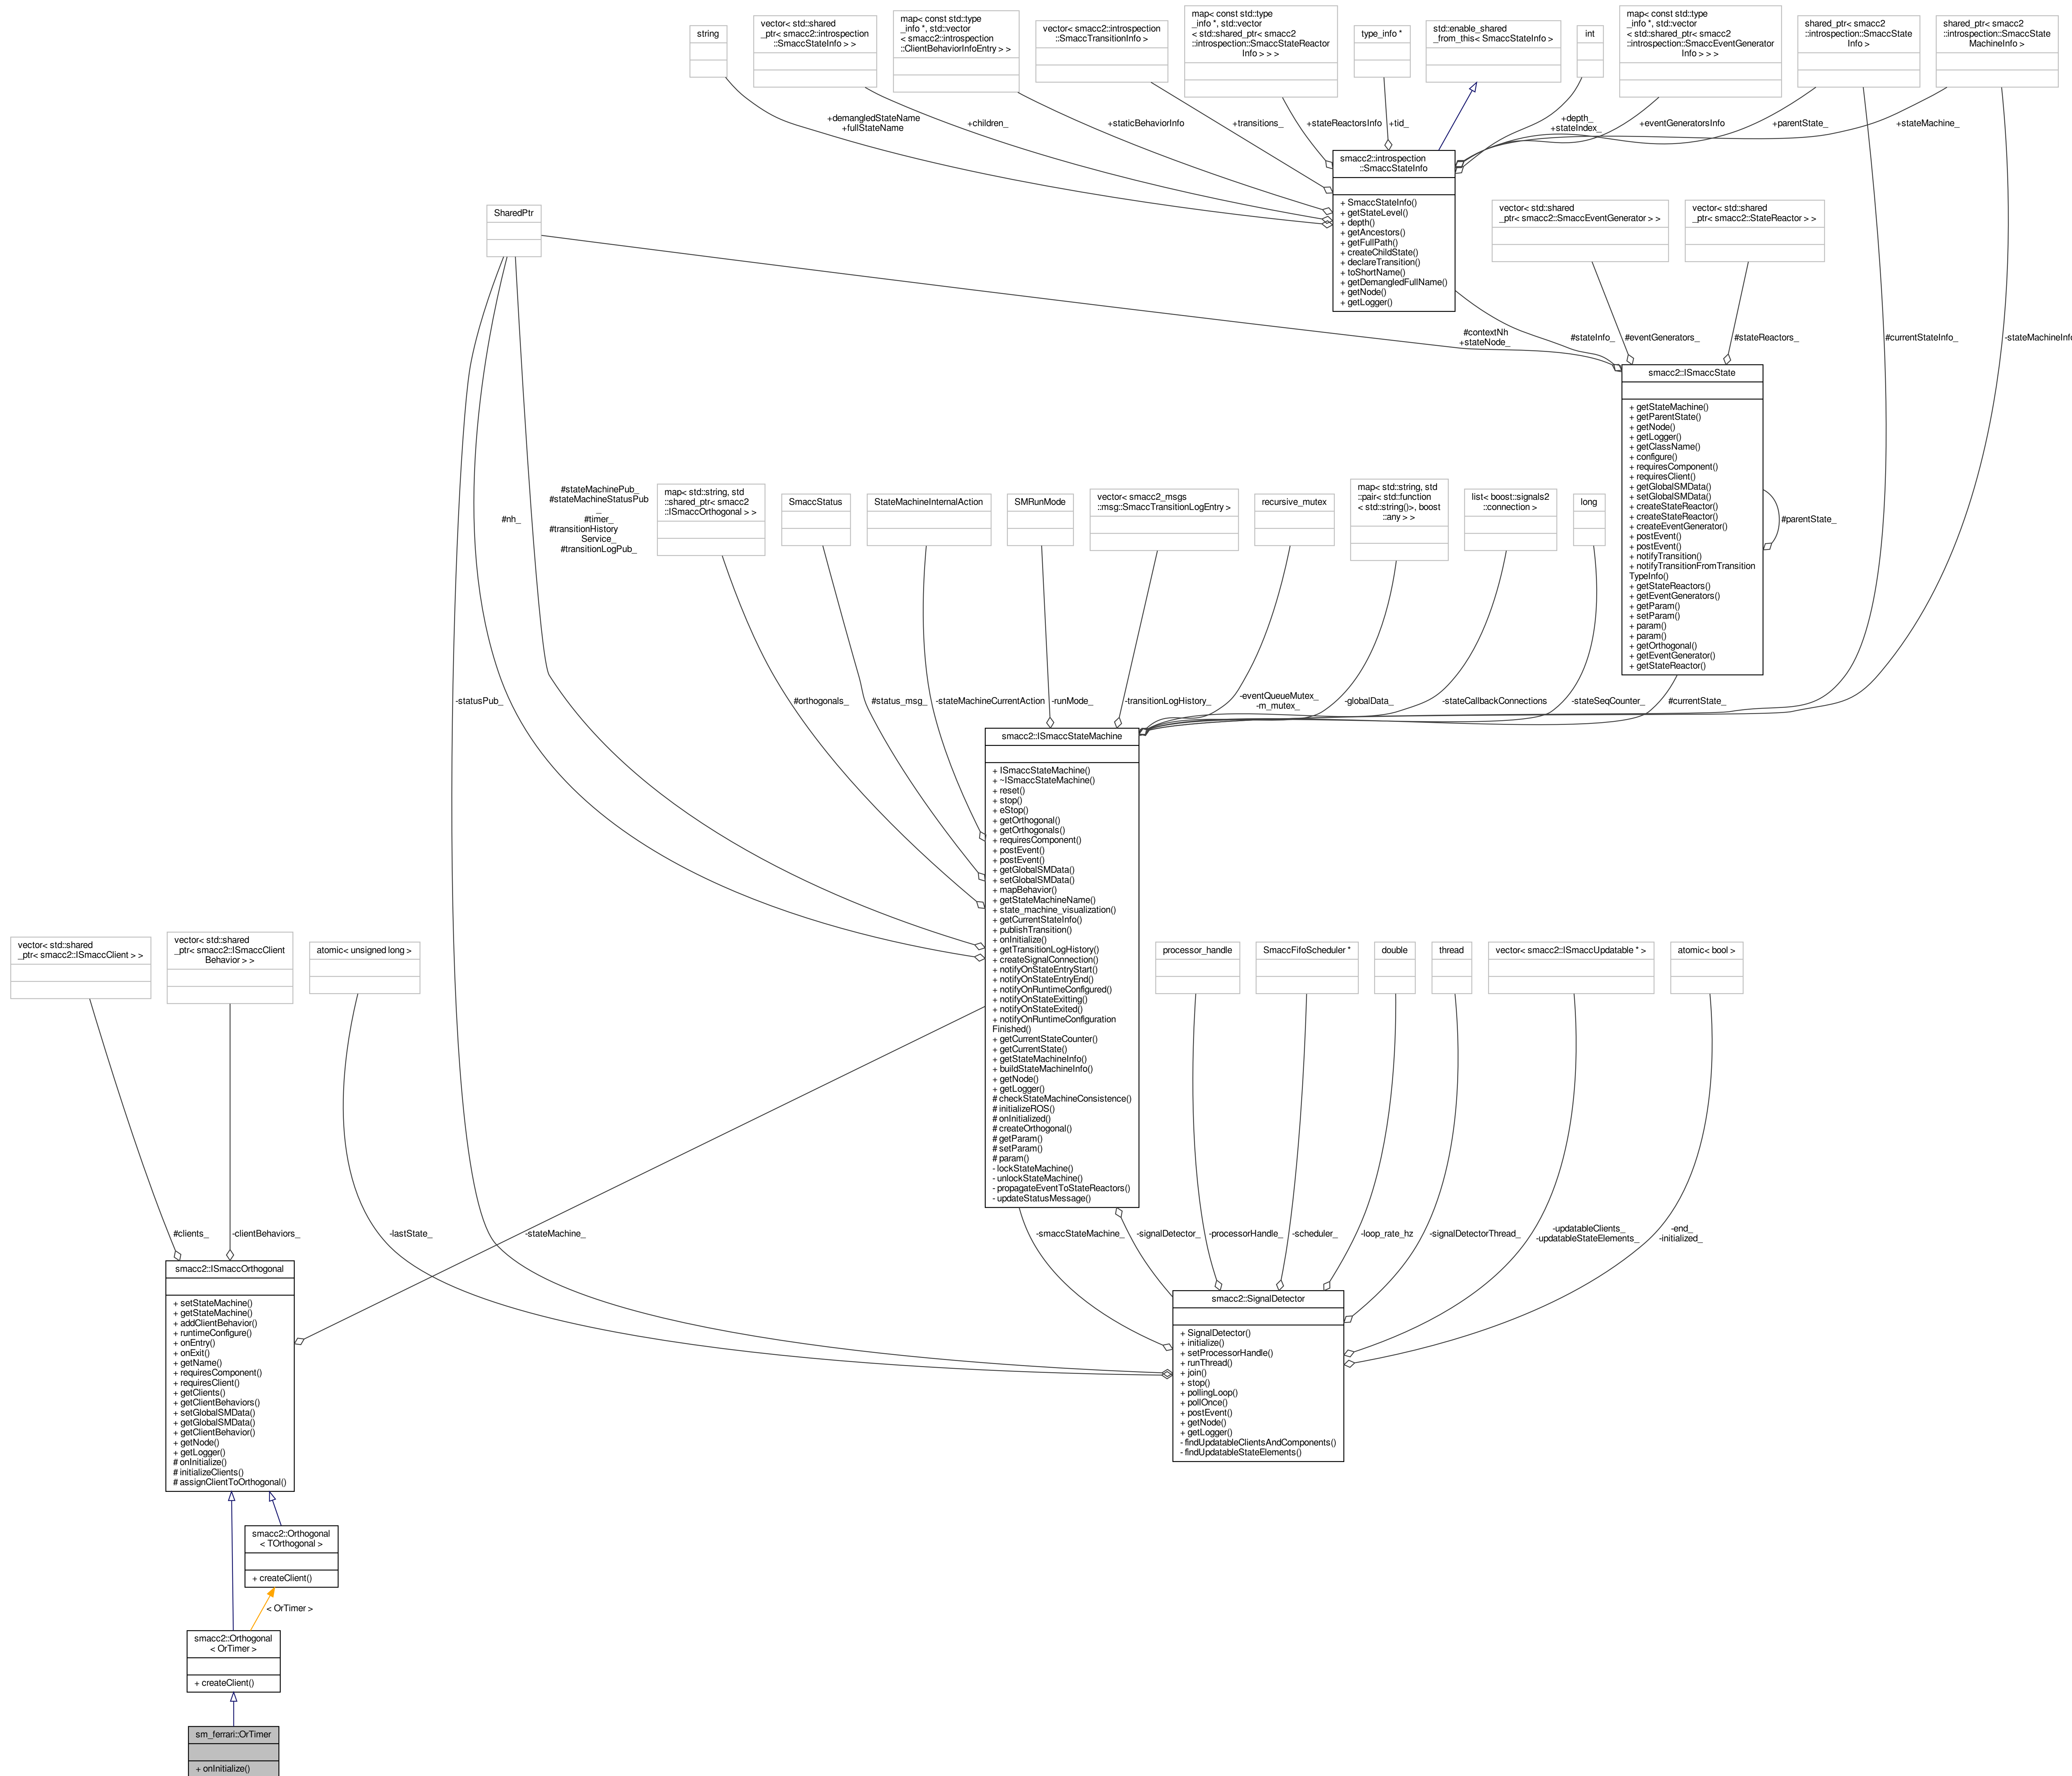 string
vector< std::shared
_ptr< smacc2::introspection
::SmaccStateInfo > >
map< const std::type
_info *, std::vector
< smacc2::introspection
::ClientBehaviorInfoEntry > >
vector< smacc2::introspection
::SmaccTransitionInfo >
map< const std::type
_info *, std::vector
< std::shared_ptr< smacc2
::introspection::SmaccStateReactor
Info > > >
type_info *
std::enable_shared
_from_this< SmaccStateInfo >
int
map< const std::type
_info *, std::vector
< std::shared_ptr< smacc2
::introspection::SmaccEventGenerator
Info > > >
shared_ptr< smacc2
::introspection::SmaccState
Info >
shared_ptr< smacc2
::introspection::SmaccState
MachineInfo >
+demangledStateName
+fullStateName
+children_
+staticBehaviorInfo
+transitions_
+stateReactorsInfo
+tid_
+depth_
+stateIndex_
+eventGeneratorsInfo
+parentState_
+stateMachine_
smacc2::introspection
::SmaccStateInfo
+ SmaccStateInfo()
+ getStateLevel()
+ depth()
+ getAncestors()
+ getFullPath()
+ createChildState()
+ declareTransition()
+ toShortName()
+ getDemangledFullName()
+ getNode()
+ getLogger()
SharedPtr
vector< std::shared
_ptr< smacc2::SmaccEventGenerator > >
vector< std::shared
_ptr< smacc2::StateReactor > >
#contextNh
+stateNode_
#stateInfo_
#eventGenerators_
#stateReactors_
#currentStateInfo_
-stateMachineInfo
smacc2::ISmaccState
+ getStateMachine()
+ getParentState()
+ getNode()
+ getLogger()
+ getClassName()
+ configure()
+ requiresComponent()
+ requiresClient()
+ getGlobalSMData()
+ setGlobalSMData()
+ createStateReactor()
+ createStateReactor()
+ createEventGenerator()
+ postEvent()
+ postEvent()
+ notifyTransition()
+ notifyTransitionFromTransition
TypeInfo()
+ getStateReactors()
+ getEventGenerators()
+ getParam()
+ setParam()
+ param()
+ param()
+ getOrthogonal()
+ getEventGenerator()
+ getStateReactor()
#parentState_
#nh_
#stateMachinePub_
#stateMachineStatusPub
_
#timer_
#transitionHistory
Service_
#transitionLogPub_
map< std::string, std
::shared_ptr< smacc2
::ISmaccOrthogonal > >
SmaccStatus
StateMachineInternalAction
SMRunMode
vector< smacc2_msgs
::msg::SmaccTransitionLogEntry >
recursive_mutex
map< std::string, std
::pair< std::function
< std::string()>, boost
::any > >
list< boost::signals2
::connection >
long
-statusPub_
#orthogonals_
#status_msg_
-stateMachineCurrentAction
-runMode_
-transitionLogHistory_
-eventQueueMutex_
-m_mutex_
-globalData_
-stateCallbackConnections
-stateSeqCounter_
#currentState_
smacc2::ISmaccStateMachine
+ ISmaccStateMachine()
+ ~ISmaccStateMachine()
+ reset()
+ stop()
+ eStop()
+ getOrthogonal()
+ getOrthogonals()
+ requiresComponent()
+ postEvent()
+ postEvent()
+ getGlobalSMData()
+ setGlobalSMData()
+ mapBehavior()
+ getStateMachineName()
+ state_machine_visualization()
+ getCurrentStateInfo()
+ publishTransition()
+ onInitialize()
+ getTransitionLogHistory()
+ createSignalConnection()
+ notifyOnStateEntryStart()
+ notifyOnStateEntryEnd()
+ notifyOnRuntimeConfigured()
+ notifyOnStateExitting()
+ notifyOnStateExited()
+ notifyOnRuntimeConfiguration
Finished()
+ getCurrentStateCounter()
+ getCurrentState()
+ getStateMachineInfo()
+ buildStateMachineInfo()
+ getNode()
+ getLogger()
# checkStateMachineConsistence()
# initializeROS()
# onInitialized()
# createOrthogonal()
# getParam()
# setParam()
# param()
- lockStateMachine()
- unlockStateMachine()
- propagateEventToStateReactors()
- updateStatusMessage()
vector< std::shared
_ptr< smacc2::ISmaccClient > >
vector< std::shared
_ptr< smacc2::ISmaccClient
Behavior > >
atomic< unsigned long >
processor_handle
SmaccFifoScheduler *
double
thread
vector< smacc2::ISmaccUpdatable * >
atomic< bool >
#clients_
-clientBehaviors_
-lastState_
-stateMachine_
-smaccStateMachine_
-signalDetector_
-processorHandle_
-scheduler_
-loop_rate_hz
-signalDetectorThread_
-updatableClients_
-updatableStateElements_
-end_
-initialized_
smacc2::ISmaccOrthogonal
+ setStateMachine()
+ getStateMachine()
+ addClientBehavior()
+ runtimeConfigure()
+ onEntry()
+ onExit()
+ getName()
+ requiresComponent()
+ requiresClient()
+ getClients()
+ getClientBehaviors()
+ setGlobalSMData()
+ getGlobalSMData()
+ getClientBehavior()
+ getNode()
+ getLogger()
# onInitialize()
# initializeClients()
# assignClientToOrthogonal()
smacc2::SignalDetector
+ SignalDetector()
+ initialize()
+ setProcessorHandle()
+ runThread()
+ join()
+ stop()
+ pollingLoop()
+ pollOnce()
+ postEvent()
+ getNode()
+ getLogger()
- findUpdatableClientsAndComponents()
- findUpdatableStateElements()
smacc2::Orthogonal
< TOrthogonal >
+ createClient()
< OrTimer >
smacc2::Orthogonal
< OrTimer >
+ createClient()
sm_ferrari::OrTimer
+ onInitialize()